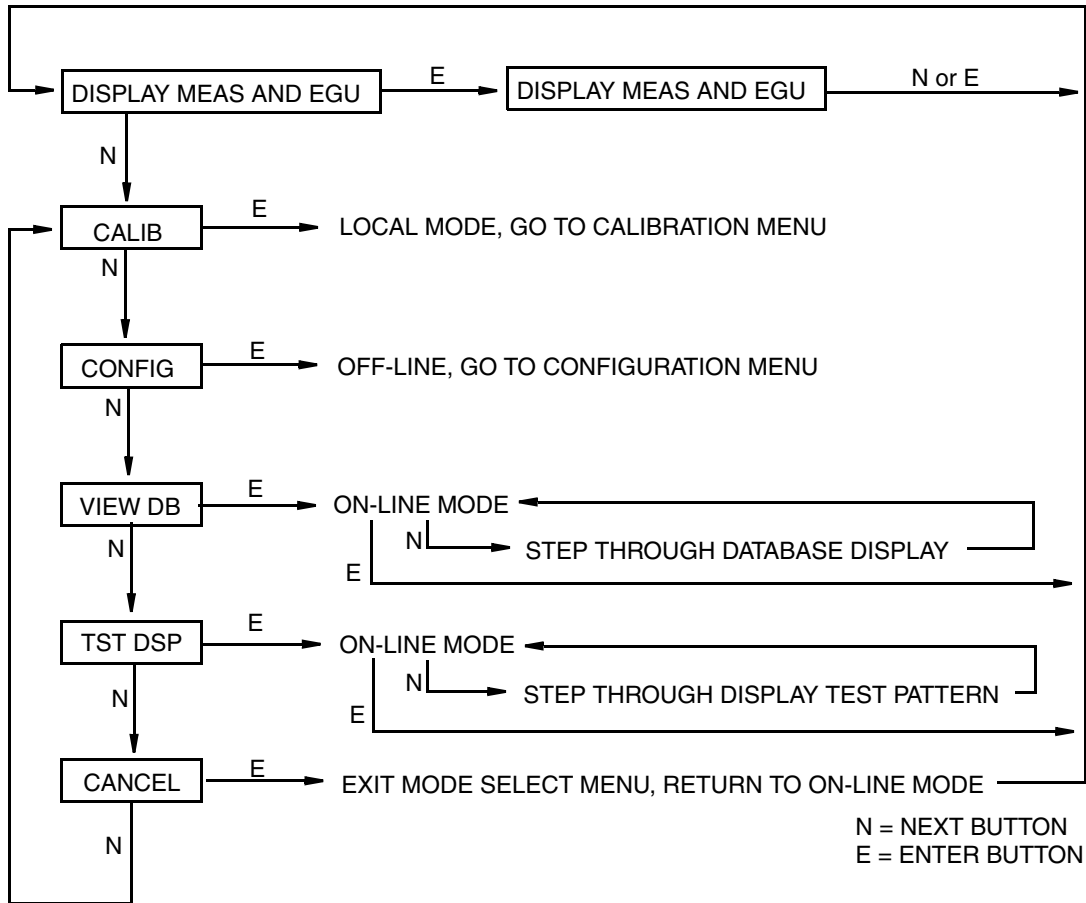 DISPLAY MEAS AND EGU
E
DISPLAY MEAS AND EGU
N or E
N
CALIB
E
LOCAL MODE, GO TO CALIBRATION MENU
N
CONFIG
E
OFF-LINE, GO TO CONFIGURATION MENU
N
VIEW DB
E
ON-LINE MODE
N
STEP THROUGH DATABASE DISPLAY
E
N
TST DSP
E
ON-LINE MODE
N
STEP THROUGH DISPLAY TEST PATTERN
E
N
CANCEL
E
EXIT MODE SELECT MENU, RETURN TO ON-LINE MODE
N
N = NEXT BUTTON
E = ENTER BUTTON